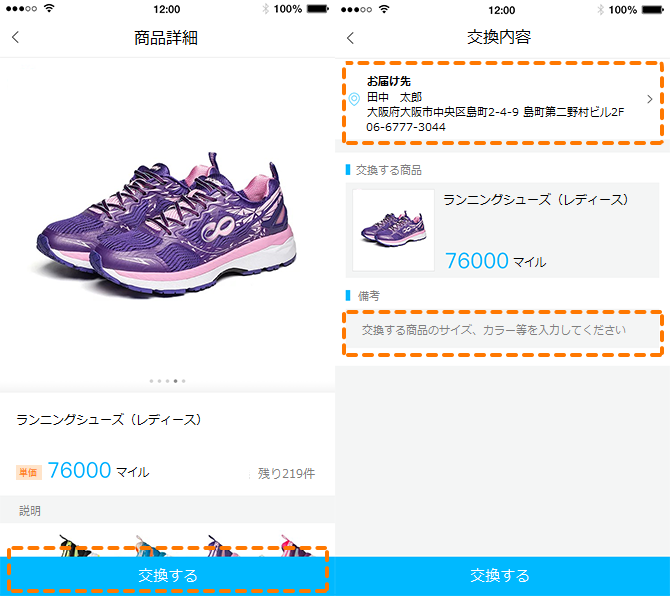 12:00
100%
商品詳細
ランニングシューズ（レディース）
単価 76000 マイル
残り219件
説明
交換する
12:00
100%
交換内容
お届け先
田中　太郎
大阪府大阪市中央区島町2-4-9 島町第二野村ビル2F
06-6777-3044
交換する商品
ランニングシューズ（レディース）
76000 マイル
備考
交換する商品のサイズ、カラー等を入力してください
交換する